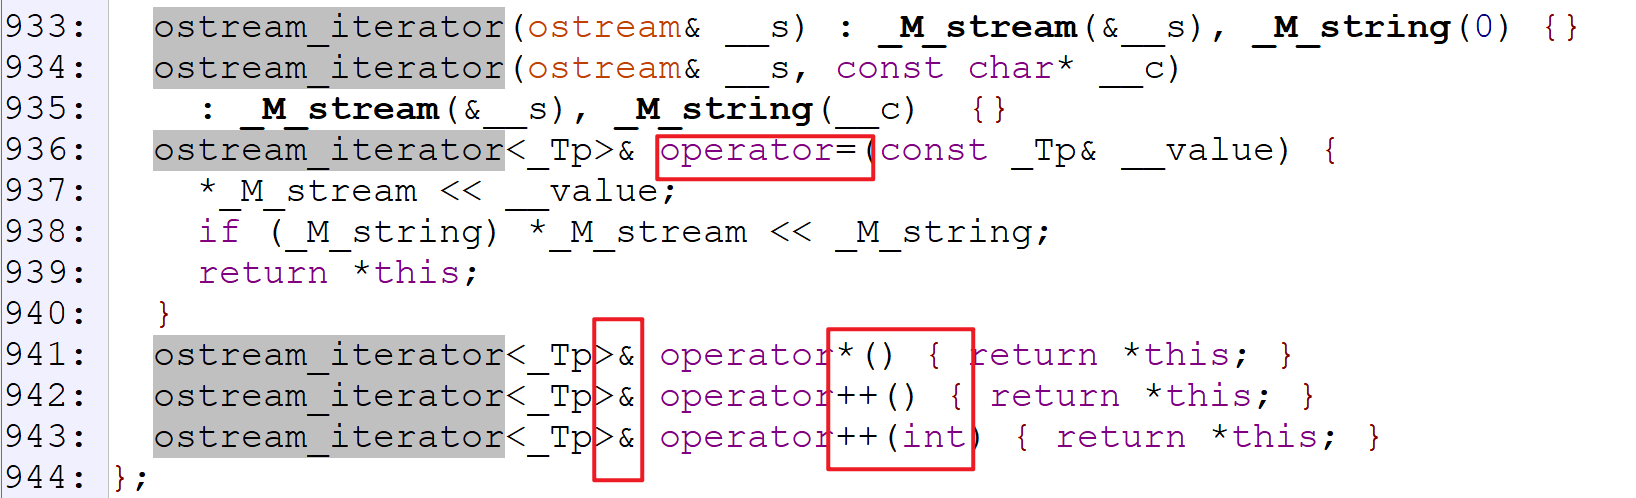 933:  ostream_iterator(ostream& __s) : _M_stream(&__s), _M_string(0) {}
934:  ostream_iterator(ostream& __s, const char* __c)
935:    : _M_stream(&__s), _M_string(__c)  {}
936:  ostream_iterator<_Tp>& operator=(const _Tp& __value) {
937:    *_M_stream << __value;
938:    if (_M_string) *_M_stream << _M_string;
939:    return *this;
940:  }
941:  ostream_iterator<_Tp>& operator*() { return *this; }
942:  ostream_iterator<_Tp>& operator++() { return *this; }
943:  ostream_iterator<_Tp>& operator++(int) { return *this; }
944: };